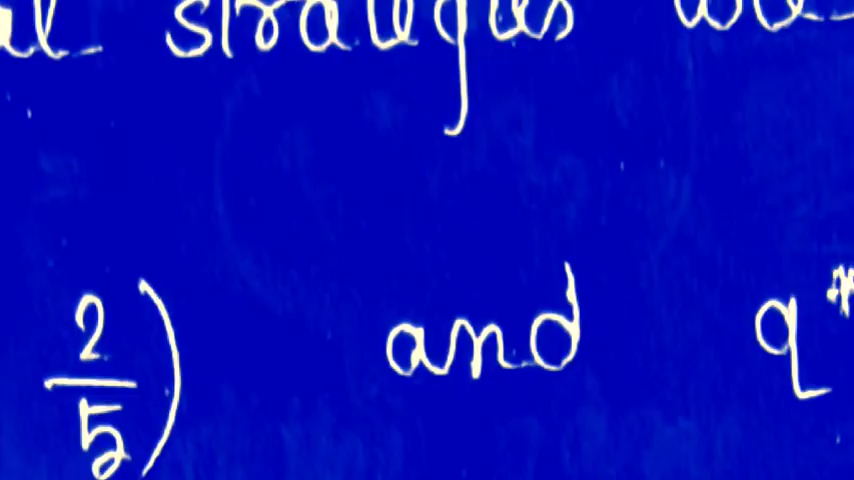 strategies
2/5) and q*